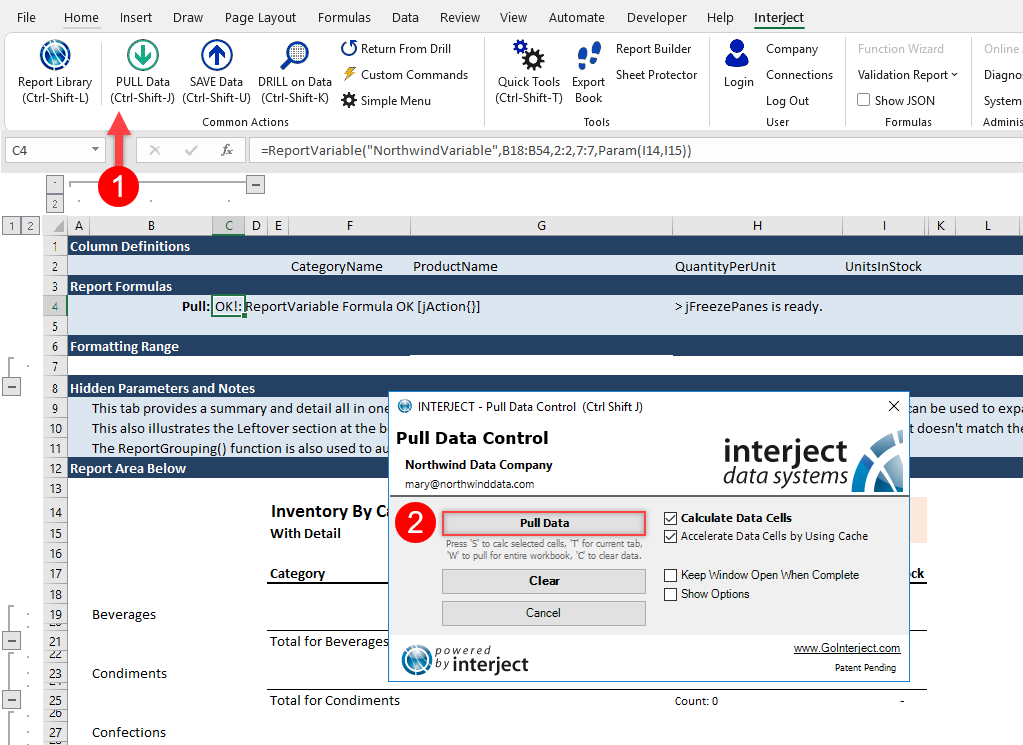 File Home Insert Draw Page Layout Formulas Data Review View Automate Developer Help Interject
Report Library
(Ctrl-Shift-L)
PULL Data
(Ctrl-Shift-J)
SAVE Data
(Ctrl-Shift-U)
DRILL on Data
(Ctrl-Shift-K)
Return From Drill
Custom Commands
Simple Menu
Common Actions
Quick Tools
(Ctrl-Shift-T)
Export
Book
Report Builder
Sheet Protector
Tools
Login
Company
Connections
Log Out
User
Function Wizard
Validation Report
Show JSON
Formulas
Online
Diagno
System
Adminis
C4 fx =ReportVariable("NorthwindVariable",B18:B54,2:2,7:7,Param(I14,I15))
1
1
2
1 2 A B C D E F G H I K L
1 Column Definitions
2 CategoryName ProductName QuantityPerUnit UnitsInStock
3 Report Formulas
4 Pull: OK!: ReportVariable Formula OK [jAction{}] > jFreezePanes is ready.
5
6 Formatting Range
7
8 Hidden Parameters and Notes
9 This tab provides a summary and detail all in one can be used to expa
10 This also illustrates the Leftover section at the b t doesn't match the
11 The ReportGrouping() function is also used to au
12 Report Area Below
13
14 Inventory By Ca
15 With Detail
16
17 Category ck
18
19 Beverages
21 Total for Beverages
22
23 Condiments
25 Total for Condiments Count: 0 -
26
27 Confections
INTERJECT - Pull Data Control (Ctrl Shift J)
Pull Data Control
Northwind Data Company
mary@northwinddata.com
interject
data systems
2
Pull Data
Press 'S' to calc selected cells, 'T' for current tab,
'W' to pull for entire workbook, 'C' to clear data.
Clear
Cancel
Calculate Data Cells
Accelerate Data Cells by Using Cache
Keep Window Open When Complete
Show Options
powered
by interject
www.GoInterject.com
Patent Pending